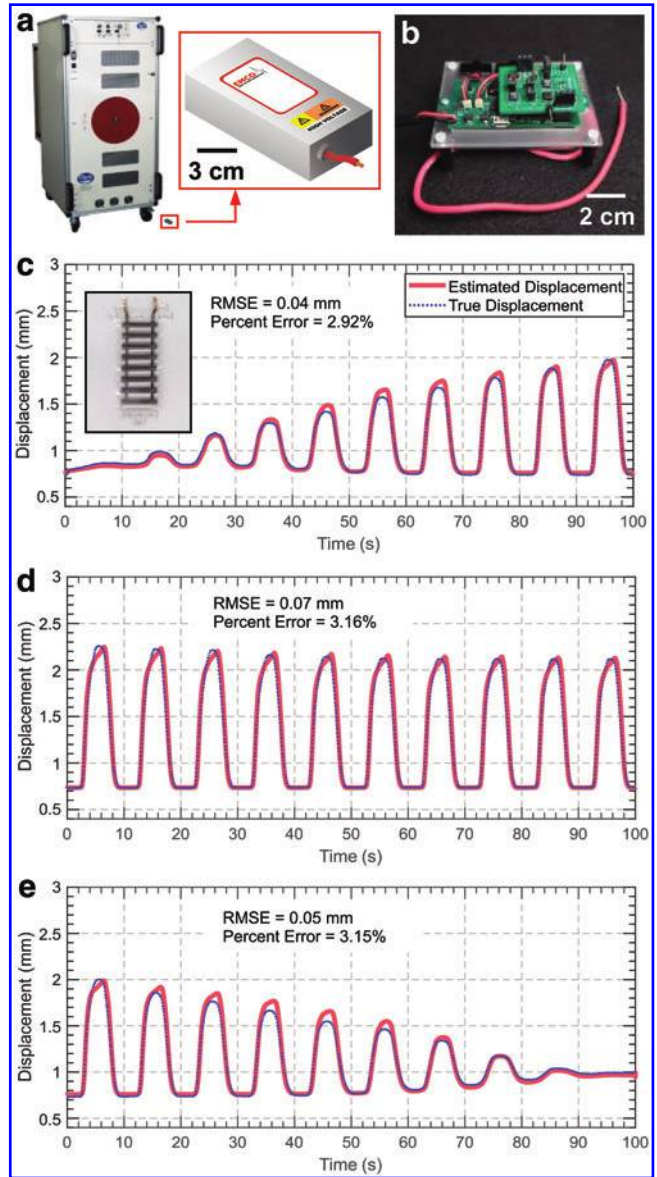 a
EMCO
HIGH VOLTAGE
3 cm
b
2 cm
c
Displacement (mm)
3
2.5
2
1.5
1
0.5
RMSE = 0.04 mm
Percent Error = 2.92%
Estimated Displacement
True Displacement
0 10 20 30 40 50 60 70 80 90 100
Time (s)
d
Displacement (mm)
3
2.5
2
1.5
1
0.5
RMSE = 0.07 mm
Percent Error = 3.16%
0 10 20 30 40 50 60 70 80 90 100
Time (s)
e
Displacement (mm)
3
2.5
2
1.5
1
0.5
RMSE = 0.05 mm
Percent Error = 3.15%
0 10 20 30 40 50 60 70 80 90 100
Time (s)